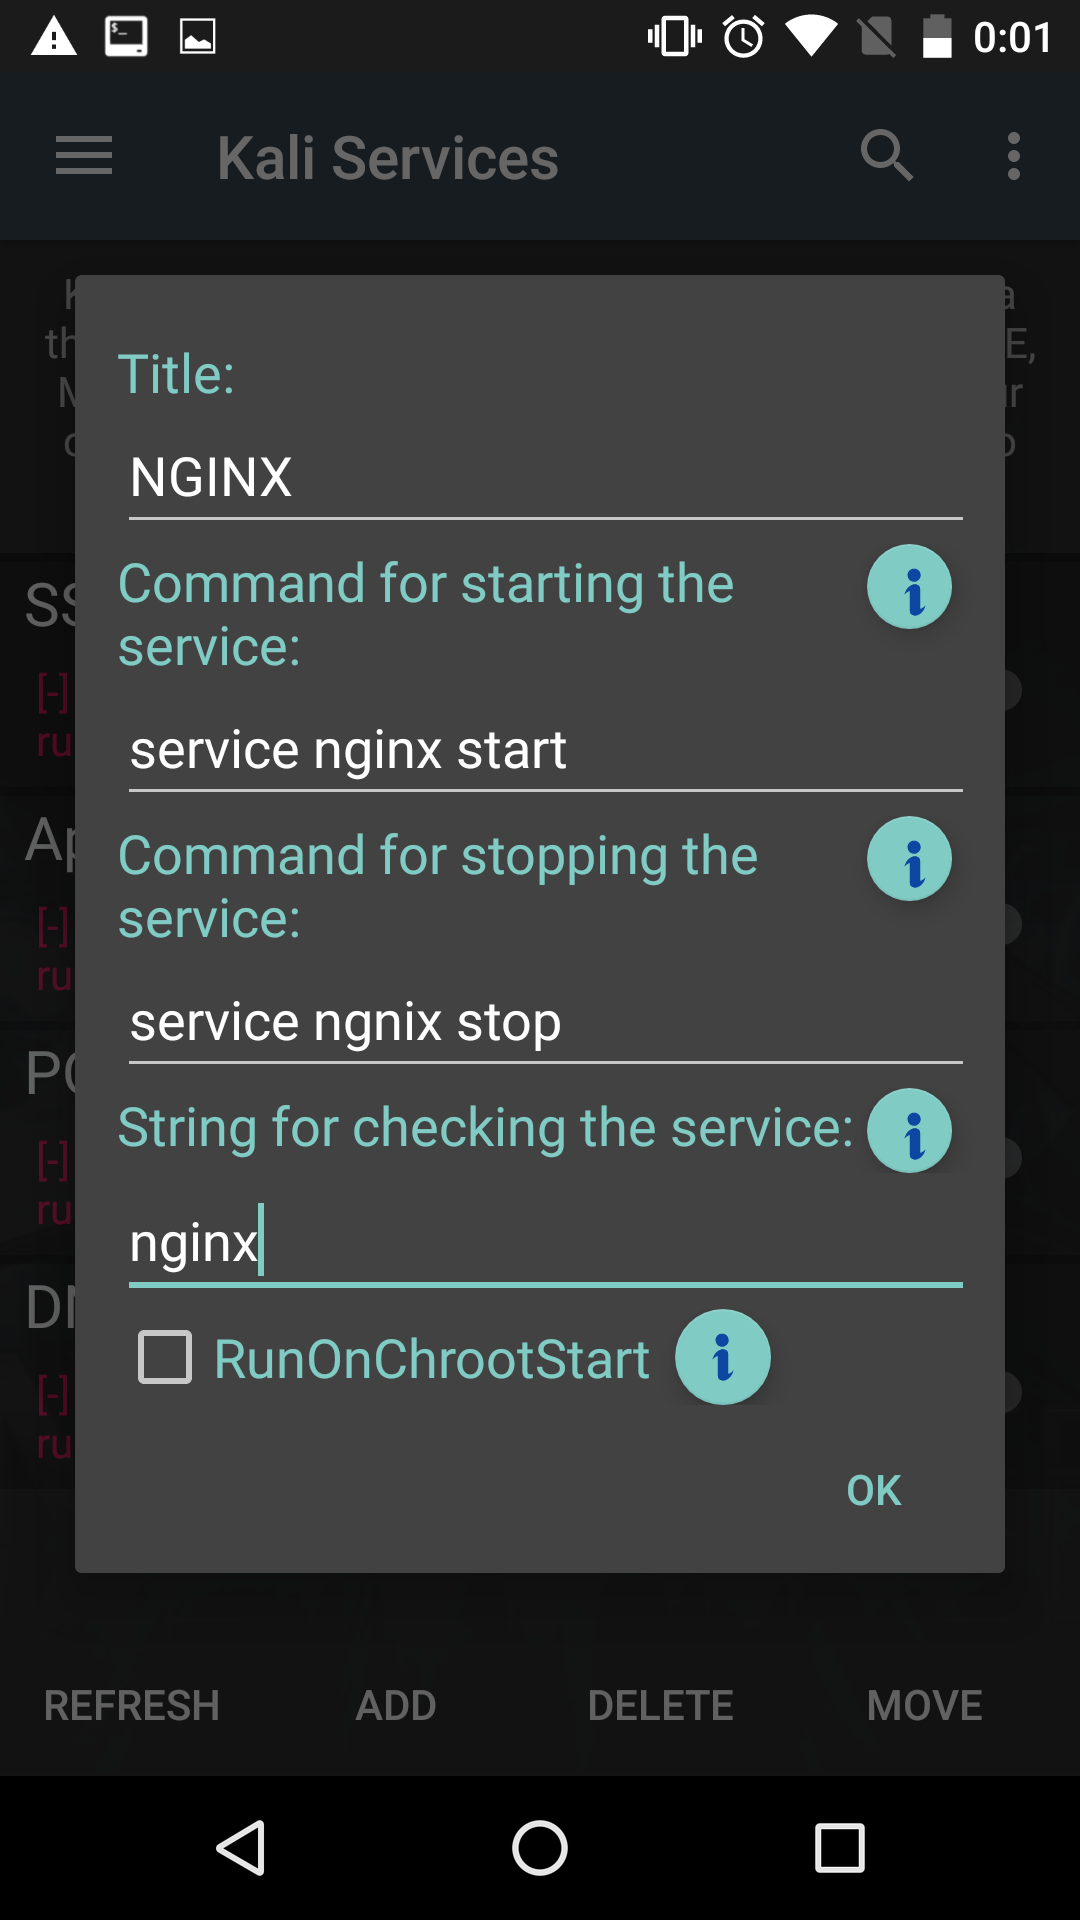 0:01
Kali Services
Title:
NGINX
Command for starting the
service:
service nginx start
Command for stopping the
service:
service ngnix stop
String for checking the service:
nginx
RunOnChrootStart
OK
REFRESH ADD DELETE MOVE